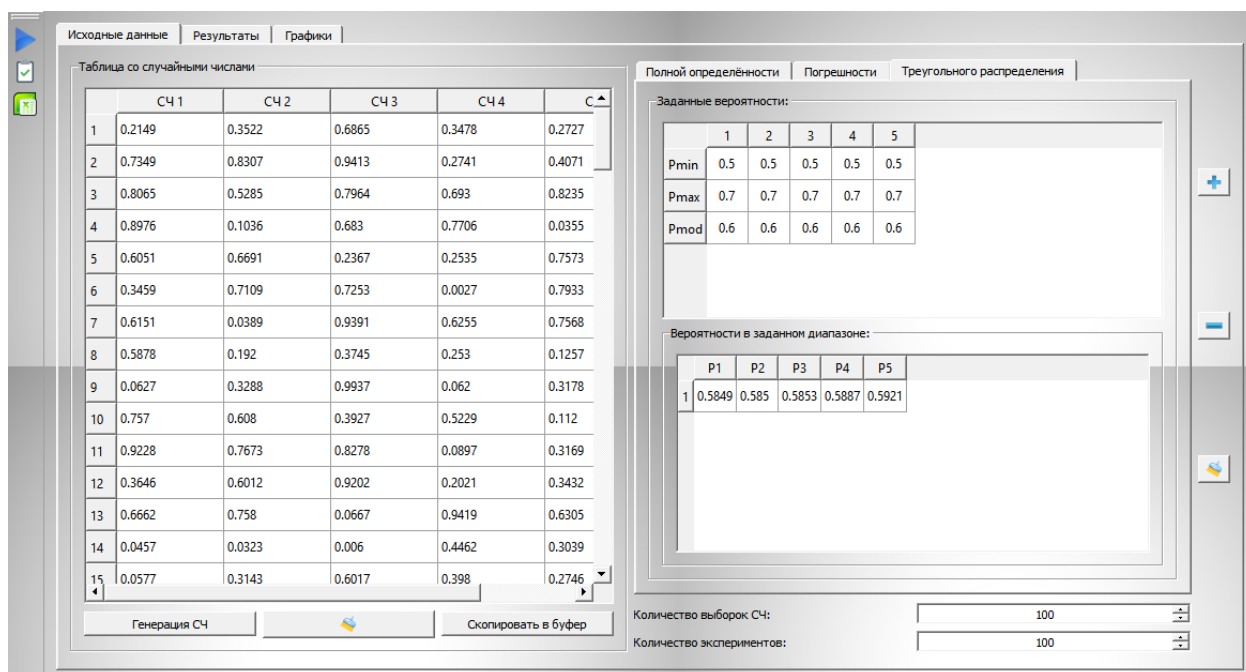 Исходные данные Результаты Графики
Таблица со случайными числами
СЧ 1 СЧ 2 СЧ 3 СЧ 4
1 0.2149 0.3522 0.6865 0.3478 0.2727
2 0.7349 0.8307 0.9413 0.2741 0.4071
3 0.8065 0.5285 0.7964 0.693 0.8235
4 0.8976 0.1036 0.683 0.7706 0.0355
5 0.6051 0.6691 0.2367 0.2535 0.7573
6 0.3459 0.7109 0.7253 0.0027 0.7933
7 0.6151 0.0389 0.9391 0.6255 0.7568
8 0.5878 0.192 0.3745 0.253 0.1257
9 0.0627 0.3288 0.9937 0.062 0.3178
10 0.757 0.608 0.3927 0.5229 0.112
11 0.9228 0.7673 0.8278 0.0897 0.3169
12 0.3646 0.6012 0.9202 0.2021 0.3432
13 0.6662 0.758 0.0667 0.9419 0.6305
14 0.0457 0.0323 0.006 0.4462 0.3039
15 0.0577 0.3143 0.6017 0.398 0.2746
Генерация СЧ Скопировать в буфер
Полной определённости Погрешности Треугольного распределения
Заданные вероятности:
1 2 3 4 5
Pmin 0.5 0.5 0.5 0.5 0.5
Pmax 0.7 0.7 0.7 0.7 0.7
Pmod 0.6 0.6 0.6 0.6 0.6
Вероятности в заданном диапазоне:
P1 P2 P3 P4 P5
1 0.5849 0.585 0.5853 0.5887 0.5921
Количество выборок СЧ: 100
Количество экспериментов: 100